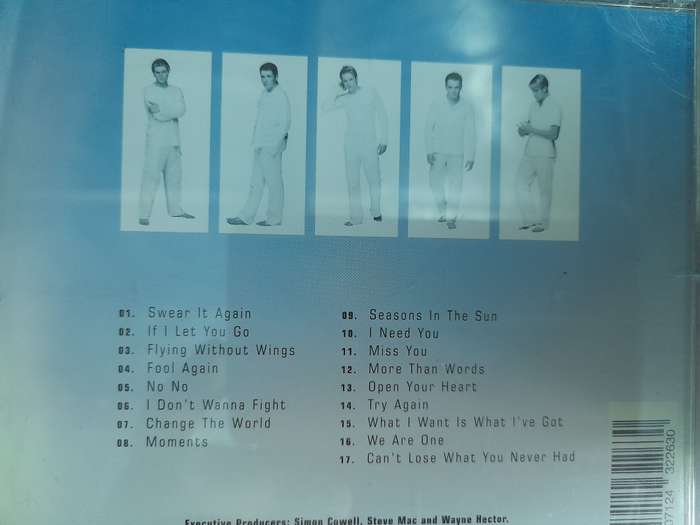 01. Swear It Again
02. If I Let You Go
03. Flying Without Wings
04. Fool Again
05. No No
06. I Don't Wanna Fight
07. Change The World
08. Moments
09. Seasons In The Sun
10. I Need You
11. Miss You
12. More Than Words
13. Open Your Heart
14. Try Again
15. What I Want Is What I've Got
16. We Are One
17. Can't Lose What You Never Had
Executive Producers: Simon Cowell, Steve Mac and Wayne Hector.
07124 322630